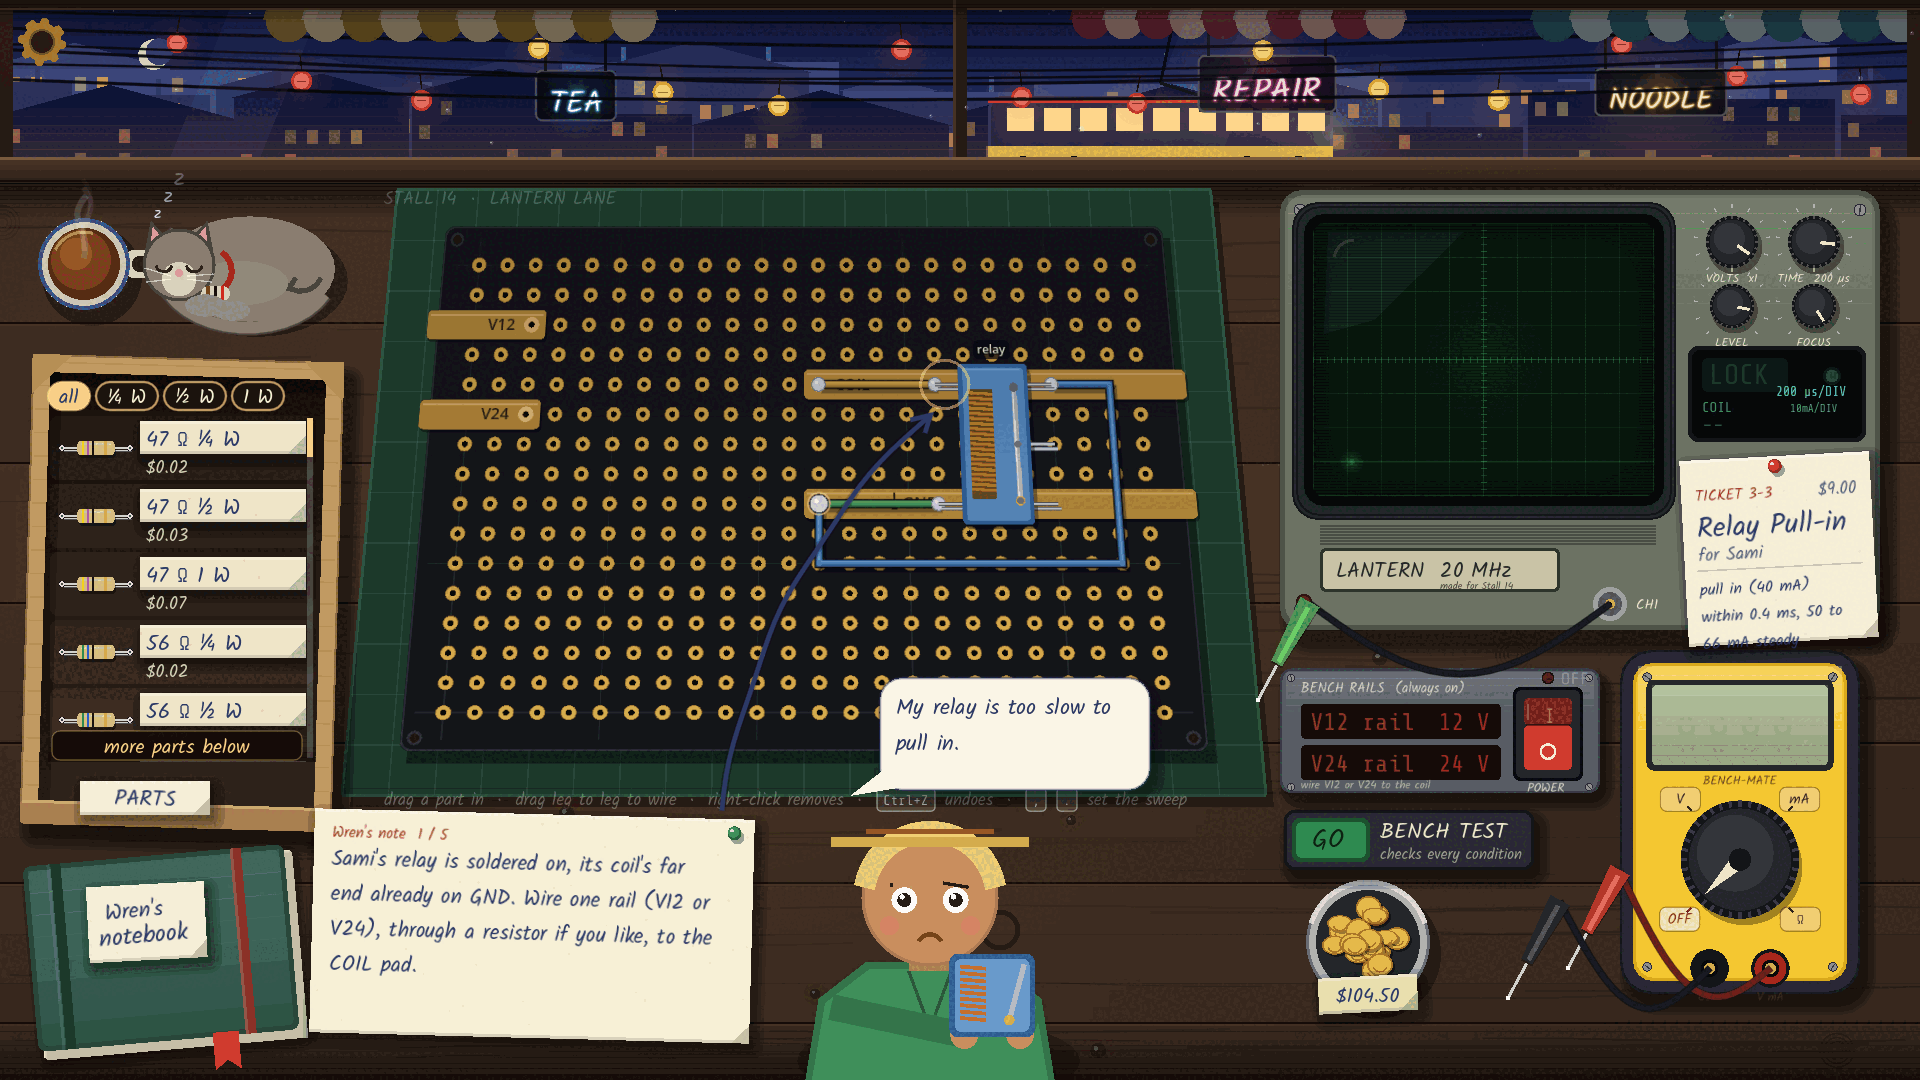 TEA
REPAIR
NOODLE
STALL 14 · LANTERN LANE
z
z
z
V12
V24
relay
all
¼ W
½ W
1 W
47 Ω ¼ W
$0.02
47 Ω ½ W
$0.03
47 Ω 1 W
$0.07
56 Ω ¼ W
$0.02
56 Ω ½ W
more parts below
PARTS
Wren's
notebook
Wren's note 1 / 5
Sami's relay is soldered on, its coil's far
end already on GND. Wire one rail (V12 or
V24), through a resistor if you like, to the
COIL pad.
My relay is too slow to
pull in.
drag a part in · drag leg to leg to wire · right-click removes · Ctrl+Z undoes · , . set the sweep
VOLTS x1
TIME 200 µs
LEVEL
FOCUS
LOCK
200 µs/DIV
COIL
10mA/DIV
--
LANTERN 20 MHz
made for Stall 14
CH1
TICKET 3-3
$9.00
Relay Pull-in
for Sami
pull in (40 mA)
within 0.4 ms, 50 to
66 mA steady
BENCH RAILS (always on)
OFF
V12 rail 12 V
V24 rail 24 V
wire V12 or V24 to the coil
I
POWER
GO
BENCH TEST
checks every condition
$104.50
BENCH-MATE
V
mA
OFF
Ω